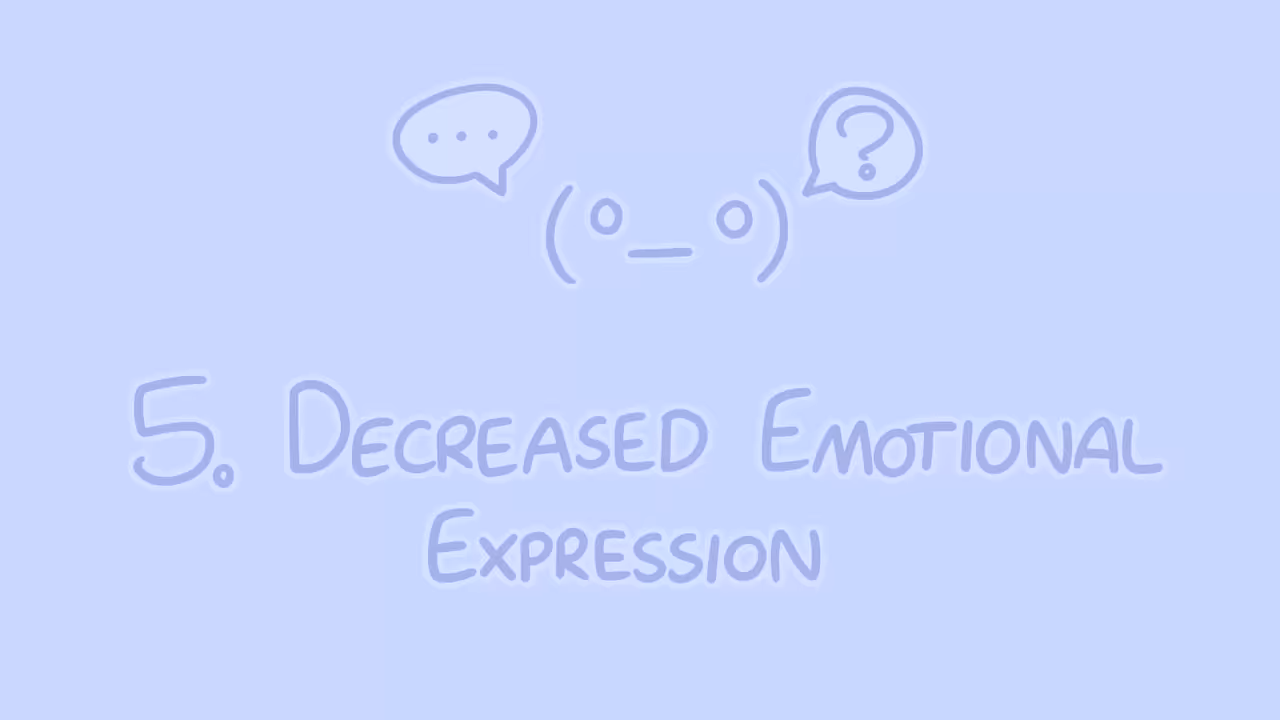 ...
?
(°_°)
5. DECREASED EMOTIONAL
EXPRESSION